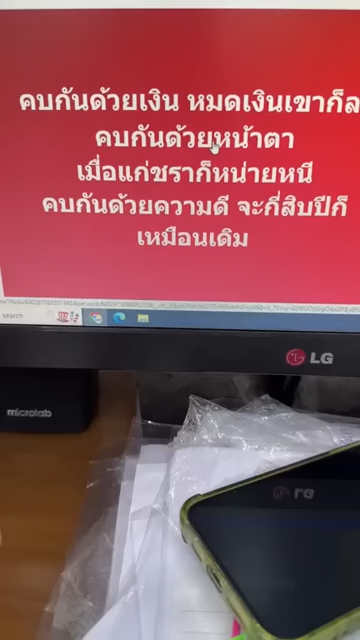 คบกันด้วยเงิน หมดเงินเขาก็ล
คบกันด้วยหน้าตา
เมื่อแก่ชราก็หน่ายหนี
คบกันด้วยความดี จะกี่สิบปีก็
เหมือนเดิม
search
LG
microlab